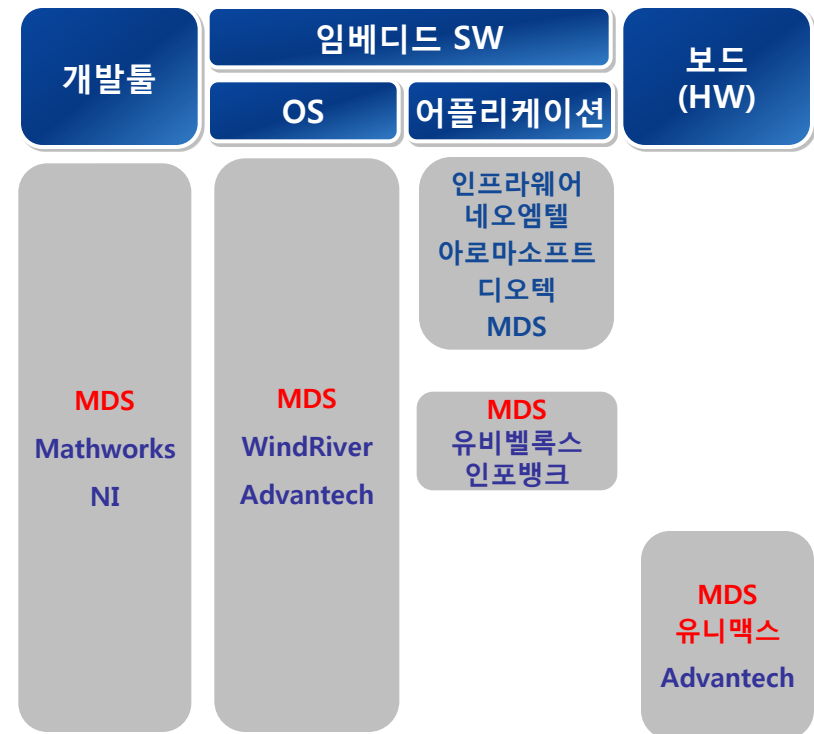 개발툴
임베디드 SW
OS
어플리케이션
보드
(HW)
MDS
Mathworks
NI
MDS
WindRiver
Advantech
인프라웨어
네오엠텔
아로마소프트
디오텍
MDS
MDS
유비벨록스
인포뱅크
MDS
유니맥스
Advantech